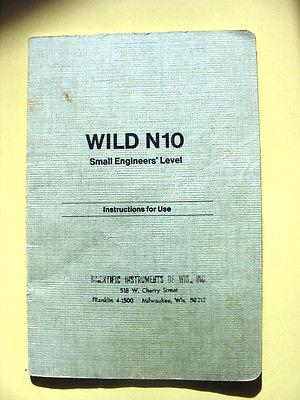 WILD N10
Small Engineers' Level
Instructions for Use
SCIENTIFIC INSTRUMENTS OF WIS., INC.
518 W. Cherry Street
FRanklin 4-1500 Milwaukee, Wis. 53212